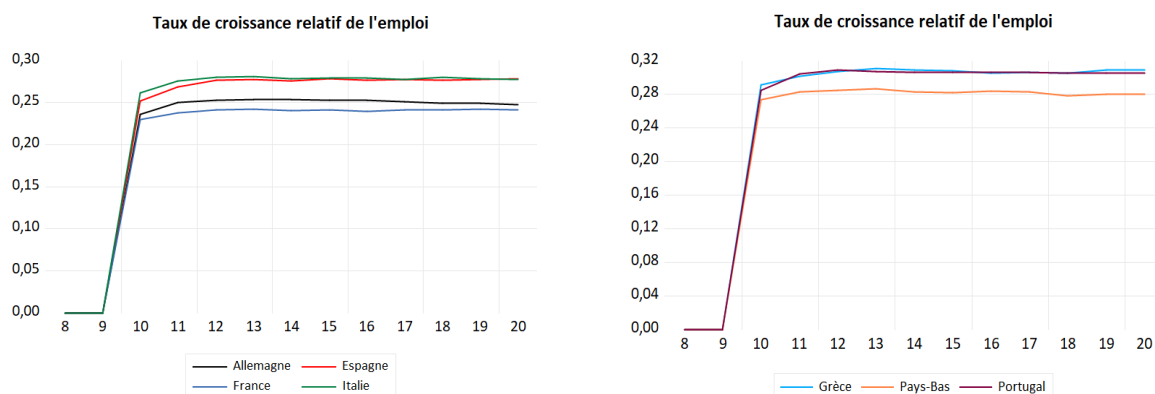 Taux de croissance relatif de l'emploi
0,30
0,25
0,20
0,15
0,10
0,05
0,00
8 9 10 11 12 13 14 15 16 17 18 19 20
Allemagne Espagne
France Italie
Taux de croissance relatif de l'emploi
0,32
0,28
0,24
0,20
0,16
0,12
0,08
0,04
0,00
8 9 10 11 12 13 14 15 16 17 18 19 20
Grèce Pays-Bas Portugal